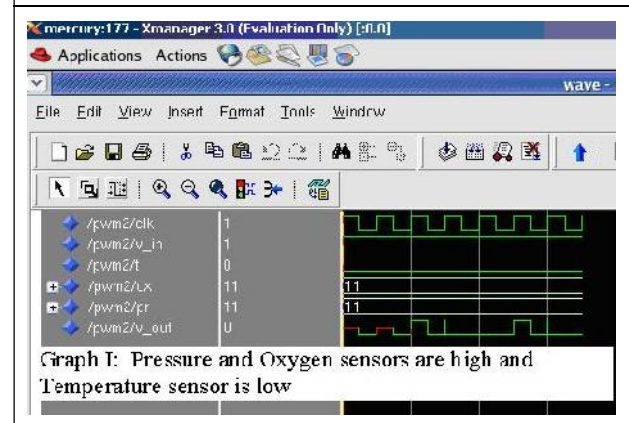 mercury:177 - Xmanager 3.0 (Evaluation Only) [:0.0]
Applications Actions
wave -
File Edit View Insert Format Tools Window
/pwm2/clk 1
/pwm2/v_in 1
/pwm2/t 0
/pwm2/ox 11 11
/pwm2/pr 11 11
/pwm2/v_out U
Graph I: Pressure and Oxygen sensors are high and
Temperature sensor is low